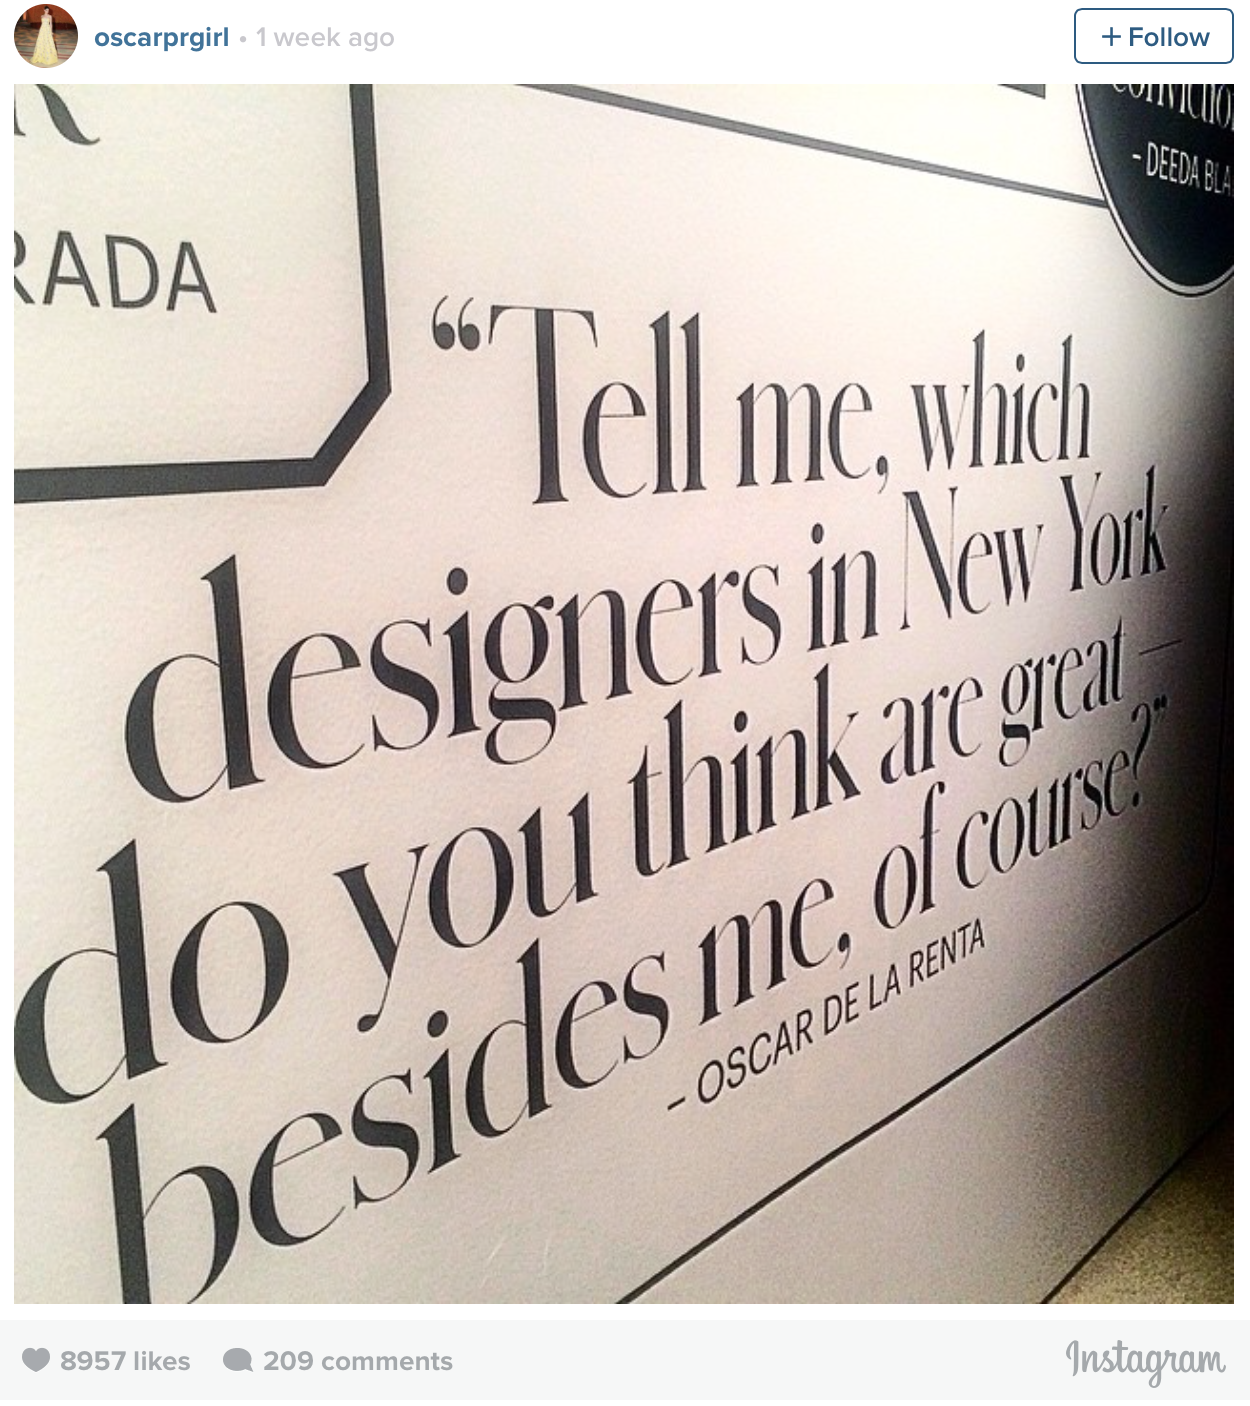 oscarprgirl • 1 week ago
+ Follow
RADA
- DEEDA
“Tell me, which
designers in New York
do you think are great —
besides me, of course?”
- OSCAR DE LA RENTA
8957 likes 209 comments
Instagram